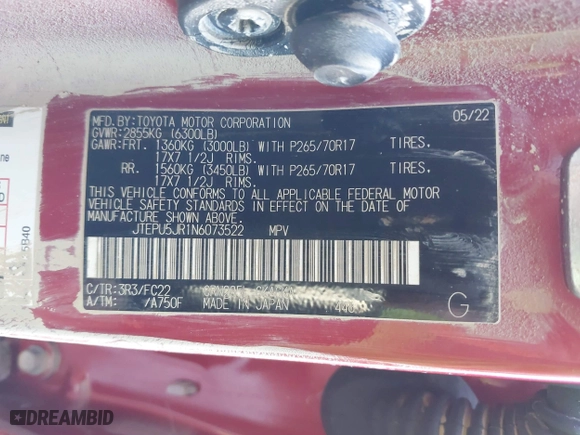 MFD.BY:TOYOTA MOTOR CORPORATION 05/22
GVWR:2855KG (6300LB)
GAWR:FRT. 1360KG (3000LB) WITH P265/70R17 TIRES,
17X7 1/2J RIMS.
RR. 1560KG (3450LB) WITH P265/70R17 TIRES,
17X7 1/2J RIMS.
THIS VEHICLE CONFORMS TO ALL APPLICABLE FEDERAL MOTOR
VEHICLE SAFETY STANDARDS IN EFFECT ON THE DATE OF
MANUFACTURE SHOWN ABOVE.
JTEPU5JR1N6073522 MPV
C/TR:3R3/FC22
A/TM: /A750F MADE IN JAPAN
G
5B40
DREAMBID